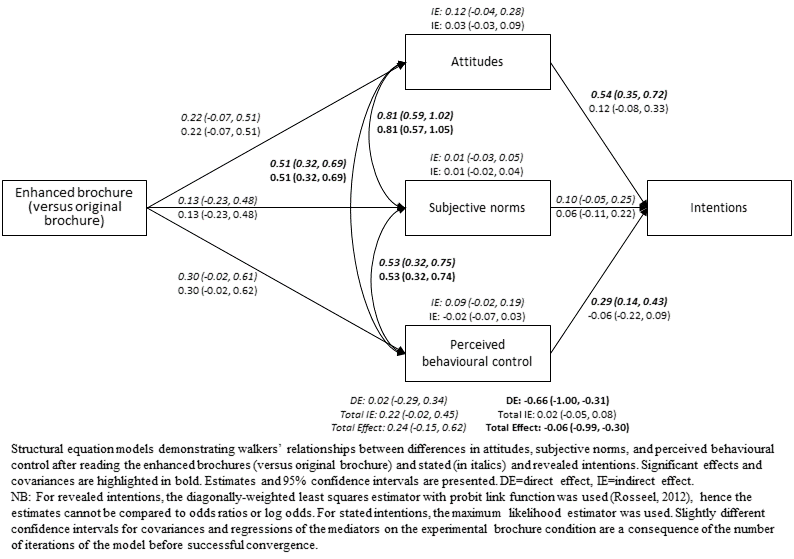 IE: 0.12 (-0.04, 0.28)
IE: 0.03 (-0.03, 0.09)
Attitudes
0.54 (0.35, 0.72)
0.12 (-0.08, 0.33)
0.22 (-0.07, 0.51)
0.22 (-0.07, 0.51)
0.81 (0.59, 1.02)
0.81 (0.57, 1.05)
0.51 (0.32, 0.69)
0.51 (0.32, 0.69)
IE: 0.01 (-0.03, 0.05)
IE: 0.01 (-0.02, 0.04)
Enhanced brochure
(versus original
brochure)
0.13 (-0.23, 0.48)
0.13 (-0.23, 0.48)
Subjective norms
0.10 (-0.05, 0.25)
0.06 (-0.11, 0.22)
Intentions
0.53 (0.32, 0.75)
0.53 (0.32, 0.74)
0.30 (-0.02, 0.61)
0.30 (-0.02, 0.62)
IE: 0.09 (-0.02, 0.19)
IE: -0.02 (-0.07, 0.03)
0.29 (0.14, 0.43)
-0.06 (-0.22, 0.09)
Perceived
behavioural control
DE: 0.02 (-0.29, 0.34)
Total IE: 0.22 (-0.02, 0.45)
Total Effect: 0.24 (-0.15, 0.62)
DE: -0.66 (-1.00, -0.31)
Total IE: 0.02 (-0.05, 0.08)
Total Effect: -0.06 (-0.99, -0.30)
Structural equation models demonstrating walkers' relationships between differences in attitudes, subjective norms, and perceived behavioural
control after reading the enhanced brochures (versus original brochure) and stated (in italics) and revealed intentions. Significant effects and
covariances are highlighted in bold. Estimates and 95% confidence intervals are presented. DE=direct effect, IE=indirect effect.
NB: For revealed intentions, the diagonally-weighted least squares estimator with probit link function was used (Rosseel, 2012), hence the
estimates cannot be compared to odds ratios or log odds. For stated intentions, the maximum likelihood estimator was used. Slightly different
confidence intervals for covariances and regressions of the mediators on the experimental brochure condition are a consequence of the number
of iterations of the model before successful convergence.